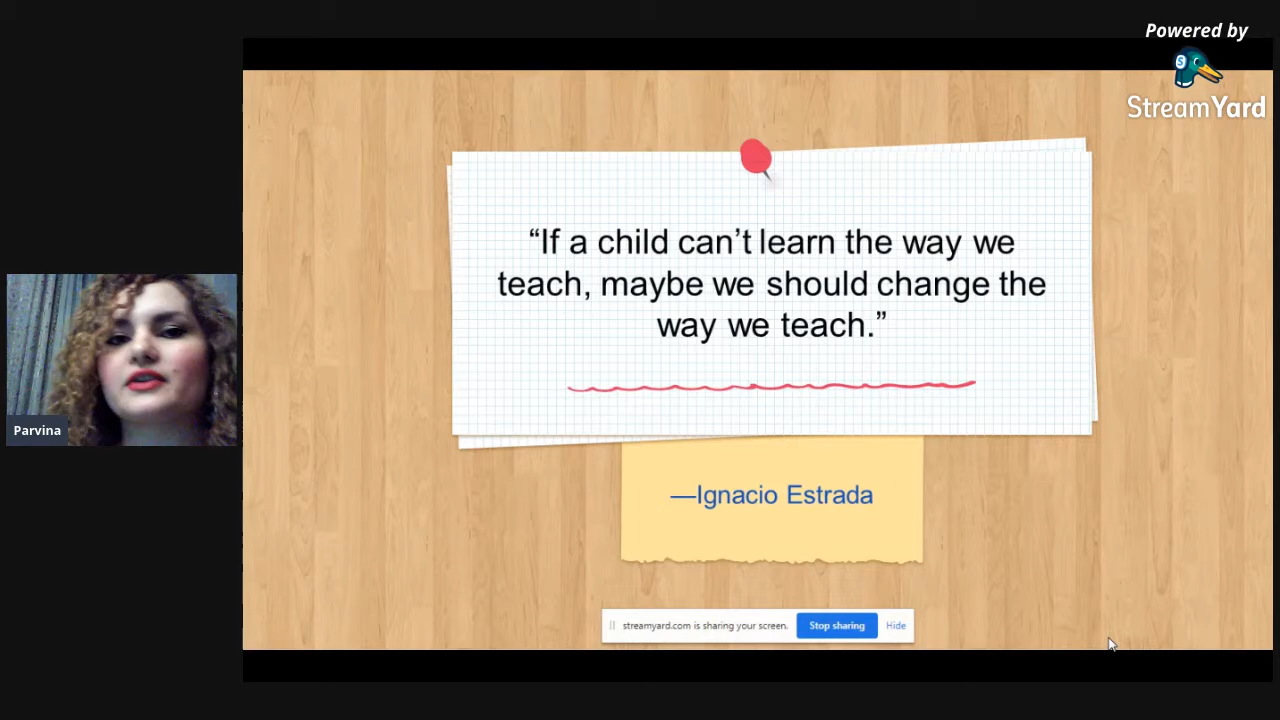 Powered by
StreamYard
“If a child can’t learn the way we
teach, maybe we should change the
way we teach.”
—Ignacio Estrada
Parvina
streamyard.com is sharing your screen.
Stop sharing
Hide